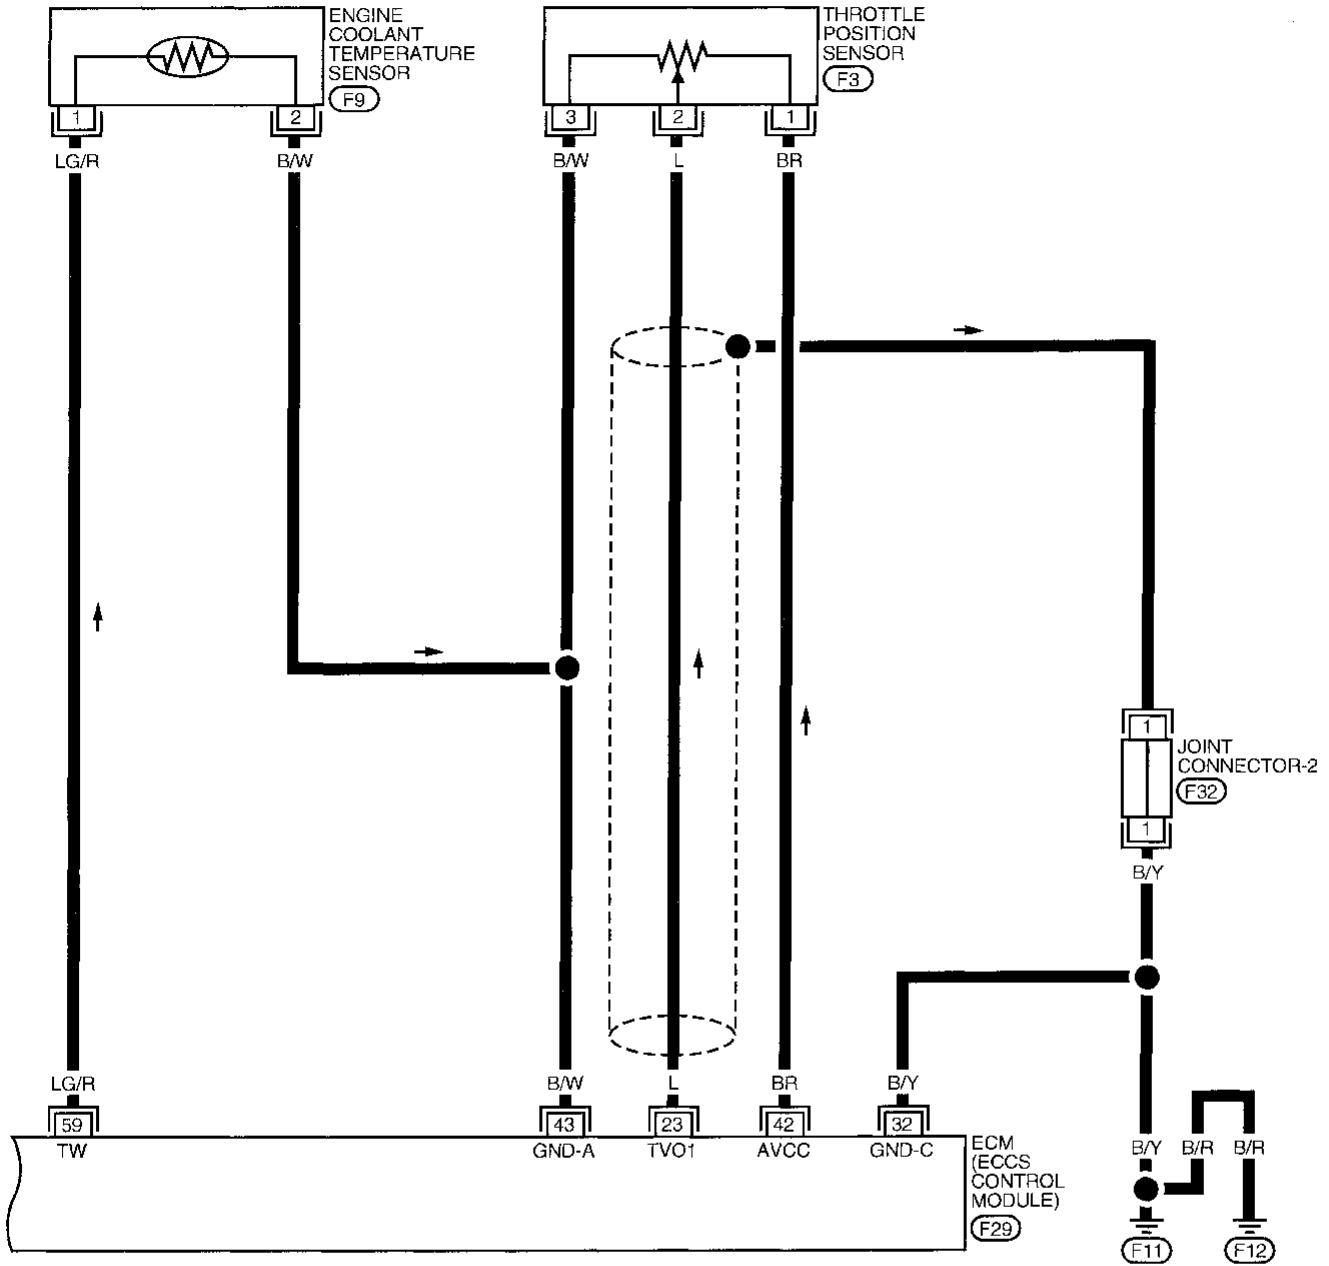 ENGINE
COOLANT
TEMPERATURE
SENSOR
F9
THROTTLE
POSITION
SENSOR
F3
1
2
3
2
1
LG/R
B/W
B/W
L
BR
1
JOINT
CONNECTOR-2
F32
1
B/Y
LG/R
B/W
L
BR
B/Y
59
43
23
42
32
TW
GND-A
TVO1
AVCC
GND-C
ECM
(ECCS
CONTROL
MODULE)
F29
B/Y
B/R
B/R
F11
F12